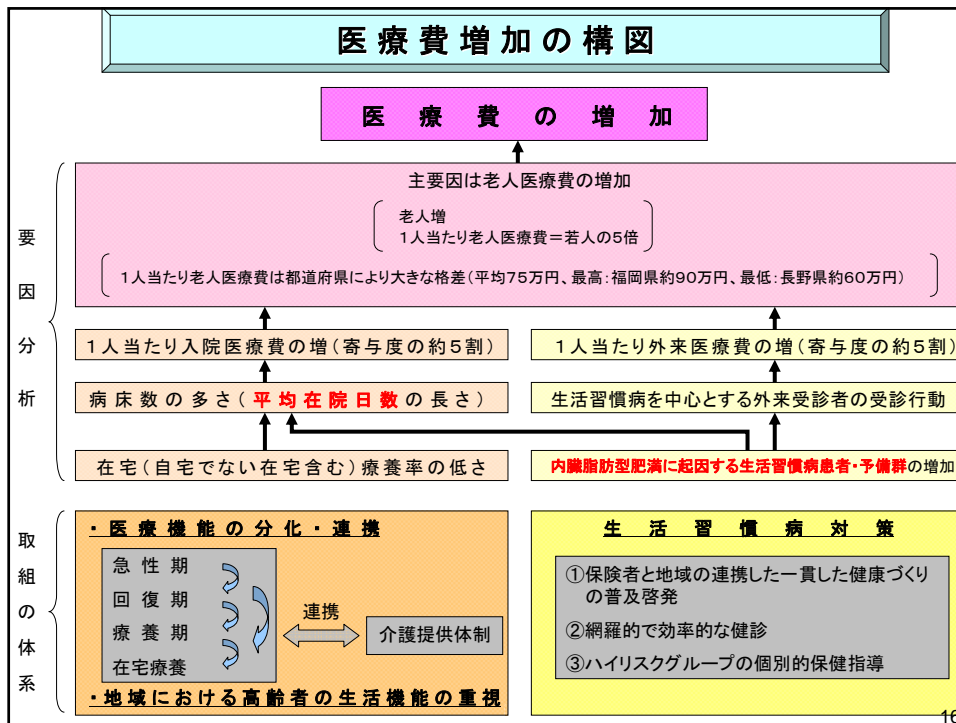 医療費増加の構図
医療費の増加
要因分析
主要因は老人医療費の増加
老人増
1人当たり老人医療費=若人の5倍
1人当たり老人医療費は都道府県により大きな格差(平均75万円、最高:福岡県約90万円、最低:長野県約60万円)
1人当たり入院医療費の増(寄与度の約5割)
1人当たり外来医療費の増(寄与度の約5割)
病床数の多さ(平均在院日数の長さ)
生活習慣病を中心とする外来受診者の受診行動
在宅(自宅でない在宅含む)療養率の低さ
内臓脂肪型肥満に起因する生活習慣病患者・予備群の増加
取組の体系
・医療機能の分化・連携
急性期
回復期
療養期
在宅療養
連携
介護提供体制
・地域における高齢者の生活機能の重視
生活習慣病対策
①保険者と地域の連携した一貫した健康づくり
の普及啓発
②網羅的で効率的な健診
③ハイリスクグループの個別的保健指導
16